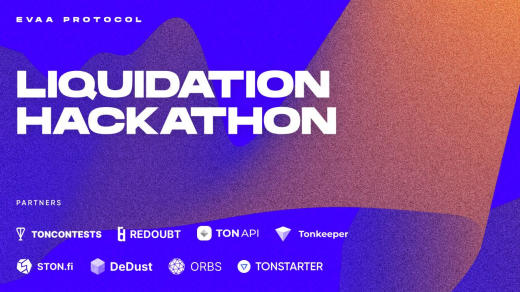 EVAA PROTOCOL
LIQUIDATION
HACKATHON
PARTNERS
TONCONTESTS REDOUBT TON API Tonkeeper
STON.fi DeDust ORBS TONSTARTER